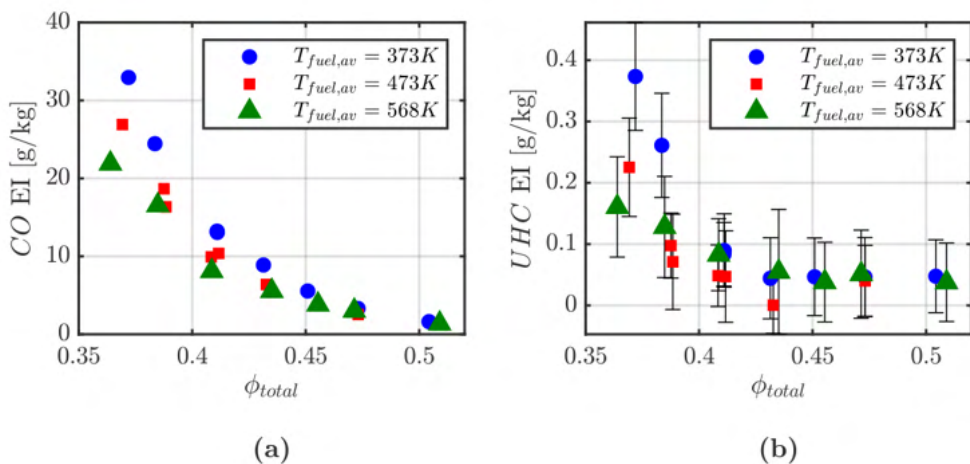 CO EI [g/kg]
40
30
20
10
0
0.35
0.4
0.45
0.5
ϕtotal
Tfuel,av = 373K
Tfuel,av = 473K
Tfuel,av = 568K
(a)
UHC EI [g/kg]
0.4
0.3
0.2
0.1
0
0.35
0.4
0.45
0.5
ϕtotal
Tfuel,av = 373K
Tfuel,av = 473K
Tfuel,av = 568K
(b)